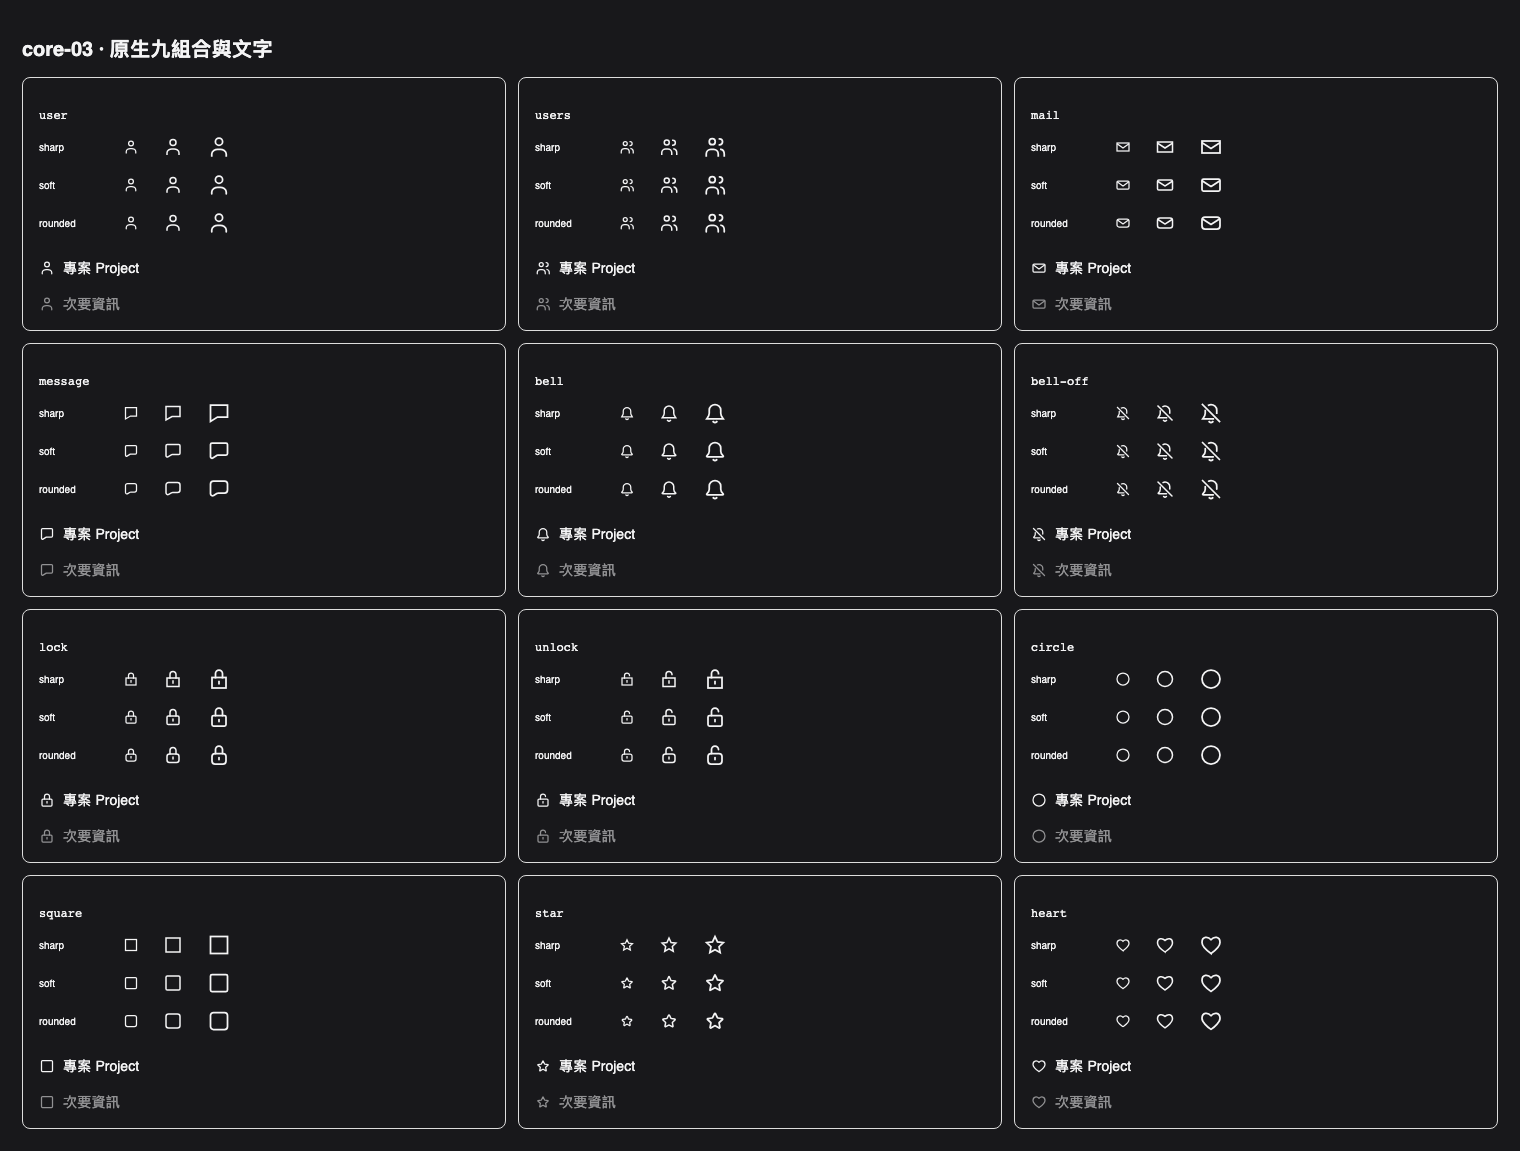 core-03 · 原生九組合與文字
user
sharp
soft
rounded
專案 Project
次要資訊
users
sharp
soft
rounded
專案 Project
次要資訊
mail
sharp
soft
rounded
專案 Project
次要資訊
message
sharp
soft
rounded
專案 Project
次要資訊
bell
sharp
soft
rounded
專案 Project
次要資訊
bell-off
sharp
soft
rounded
專案 Project
次要資訊
lock
sharp
soft
rounded
專案 Project
次要資訊
unlock
sharp
soft
rounded
專案 Project
次要資訊
circle
sharp
soft
rounded
專案 Project
次要資訊
square
sharp
soft
rounded
專案 Project
次要資訊
star
sharp
soft
rounded
專案 Project
次要資訊
heart
sharp
soft
rounded
專案 Project
次要資訊